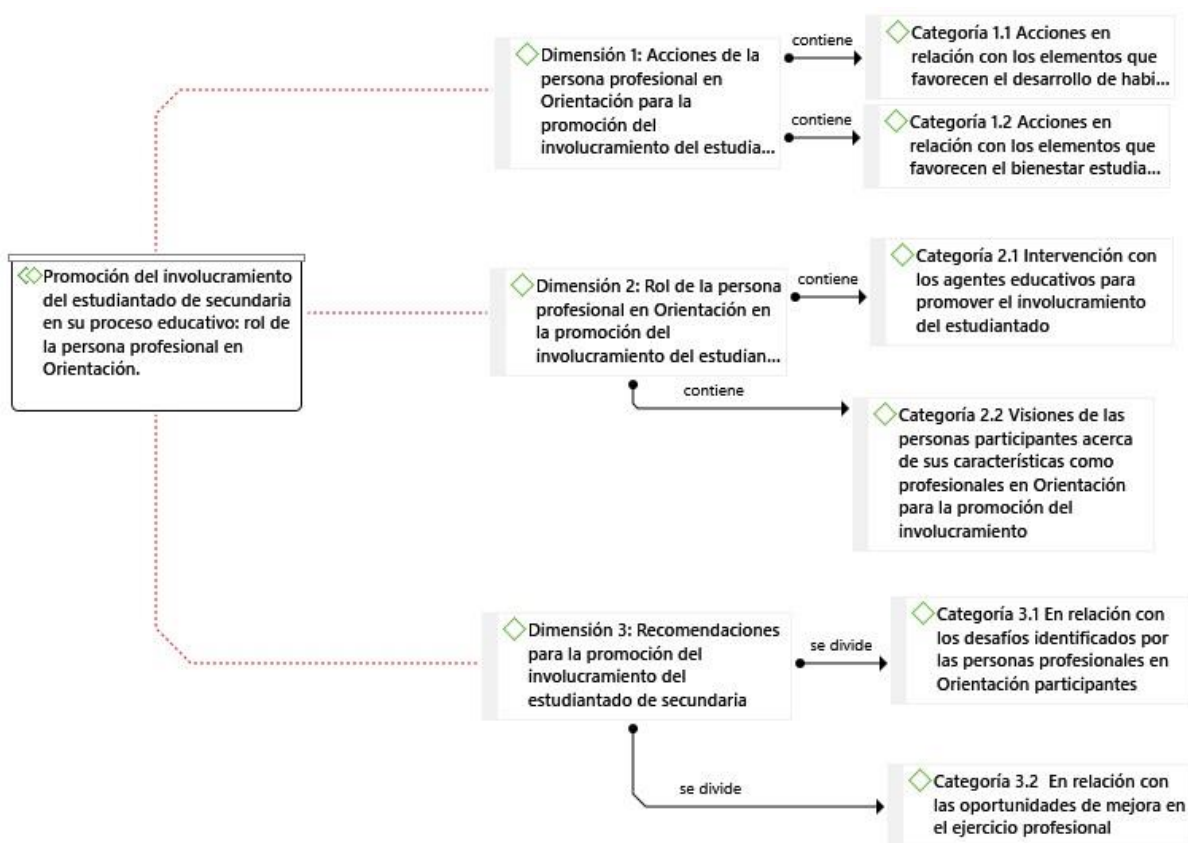 Promoción del involucramiento
del estudiantado de secundaria
en su proceso educativo: rol de
la persona profesional en
Orientación.
Dimensión 1: Acciones de la
persona profesional en
Orientación para la
promoción del
involucramiento del estudia...
contiene
Categoría 1.1 Acciones en
relación con los elementos que
favorecen el desarrollo de habi...
contiene
Categoría 1.2 Acciones en
relación con los elementos que
favorecen el bienestar estudia...
Dimensión 2: Rol de la persona
profesional en Orientación en
la promoción del
involucramiento del estudian...
contiene
Categoría 2.1 Intervención con
los agentes educativos para
promover el involucramiento
del estudiantado
contiene
Categoría 2.2 Visiones de las
personas participantes acerca
de sus características como
profesionales en Orientación
para la promoción del
involucramiento
Dimensión 3: Recomendaciones
para la promoción del
involucramiento del
estudiantado de secundaria
se divide
Categoría 3.1 En relación con
los desafíos identificados por
las personas profesionales en
Orientación participantes
se divide
Categoría 3.2 En relación con
las oportunidades de mejora en
el ejercicio profesional